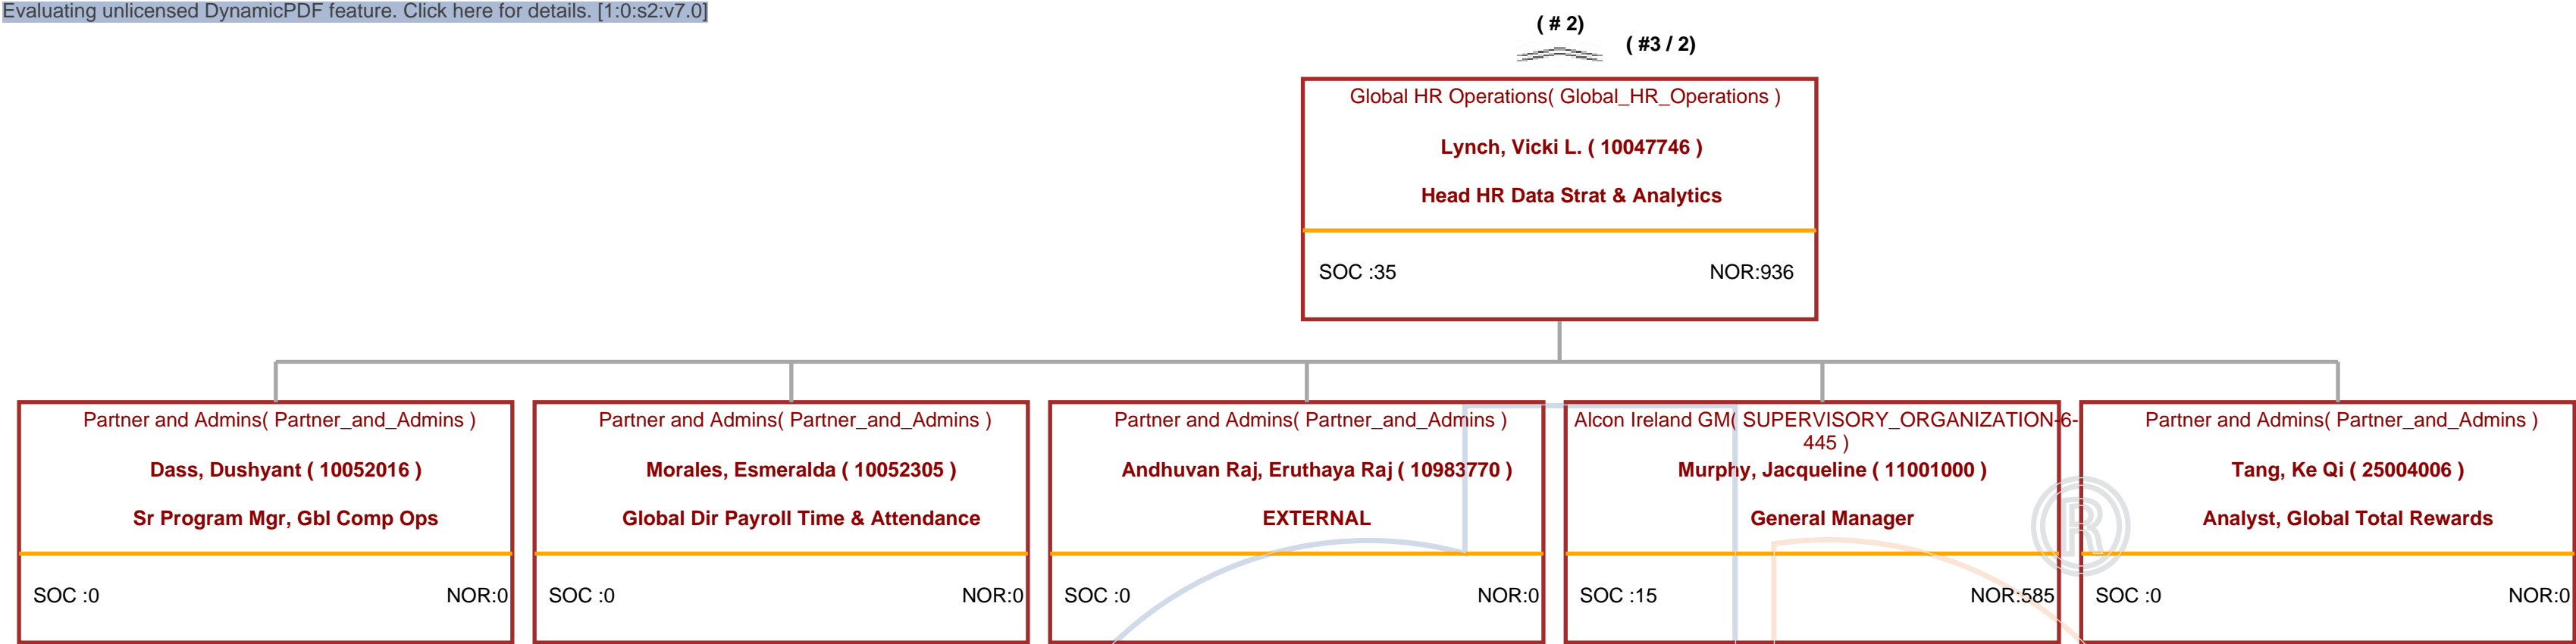 Evaluating unlicensed DynamicPDF feature. Click here for details. [1:0:s2:v7.0]
( # 2)
( #3 / 2)
Global HR Operations( Global_HR_Operations )
Lynch, Vicki L. ( 10047746 )
Head HR Data Strat & Analytics
SOC :35 NOR:936
Partner and Admins( Partner_and_Admins )
Dass, Dushyant ( 10052016 )
Sr Program Mgr, Gbl Comp Ops
SOC :0 NOR:0
Partner and Admins( Partner_and_Admins )
Morales, Esmeralda ( 10052305 )
Global Dir Payroll Time & Attendance
SOC :0 NOR:0
Partner and Admins( Partner_and_Admins )
Andhuvan Raj, Eruthaya Raj ( 10983770 )
EXTERNAL
SOC :0 NOR:0
Alcon Ireland GM( SUPERVISORY_ORGANIZATION-6-
445 )
Murphy, Jacqueline ( 11001000 )
General Manager
SOC :15 NOR:585
Partner and Admins( Partner_and_Admins )
Tang, Ke Qi ( 25004006 )
Analyst, Global Total Rewards
SOC :0 NOR:0
®